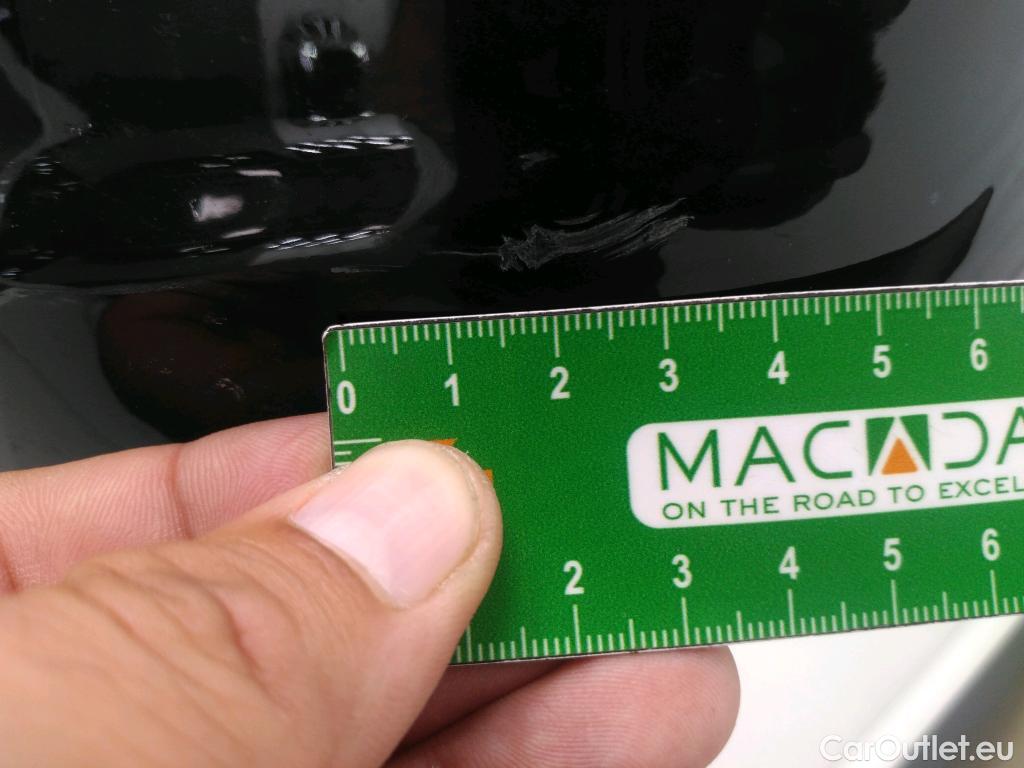 0 1 2 3 4 5 6
MACADA
ON THE ROAD TO EXCEL
2 3 4 5 6
CarOutlet.eu